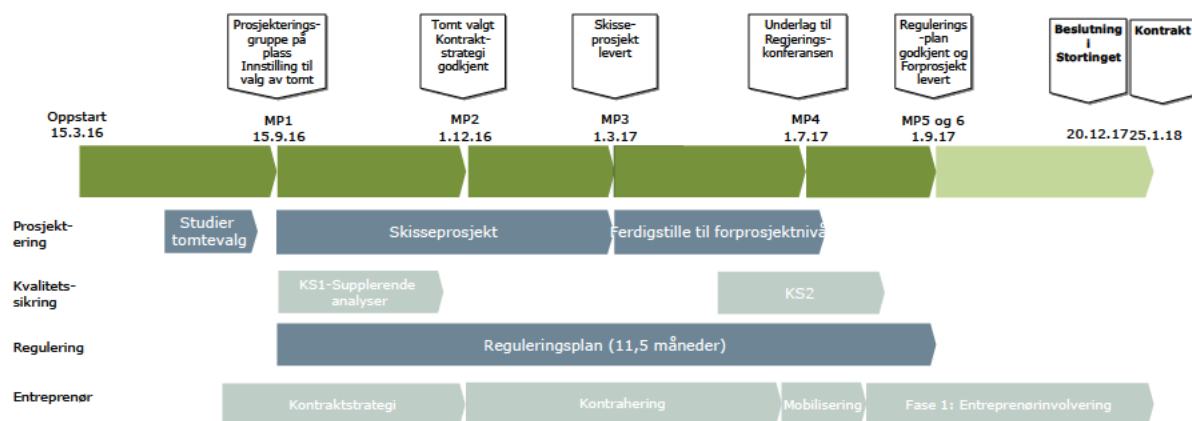 Prosjekterings-
gruppe på
plass
Innstilling til
valg av tomt
Tomt valgt
Kontrakt-
strategi
godkjent
Skisse-
prosjekt
levert
Underlag til
Regjerings-
konferansen
Regulerings
-plan
godkjent og
Forprosjekt
levert
Beslutning
i
Stortinget
Kontrakt
Oppstart
15.3.16
MP1
15.9.16
MP2
1.12.16
MP3
1.3.17
MP4
1.7.17
MP5 og 6
1.9.17
20.12.17
25.1.18
Prosjekt-
ering
Studier
tomtevalg
Skisseprosjekt
Ferdigstille til forprosjektnivå
Kvalitets-
sikring
KS1-Supplerende
analyser
KS2
Regulering
Reguleringsplan (11,5 måneder)
Entreprenør
Kontraktstrategi
Kontrahering
Mobilisering
Fase 1: Entreprenørinvolvering